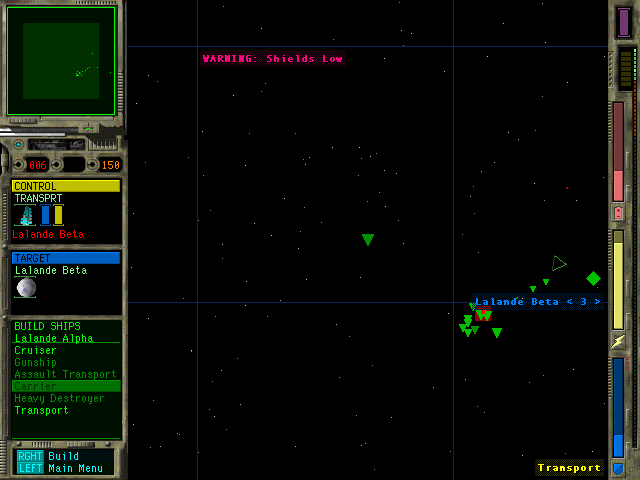 WARNING: Shields Low
006
150
CONTROL
TRANSPRT
Lalande Beta
TARGET
Lalande Beta
Lalande Beta < 3 >
BUILD SHIPS
Lalande Alpha
Cruiser
Gunship
Assault Transport
Carrier
Heavy Destroyer
Transport
RGHT Build
LEFT Main Menu
Transport